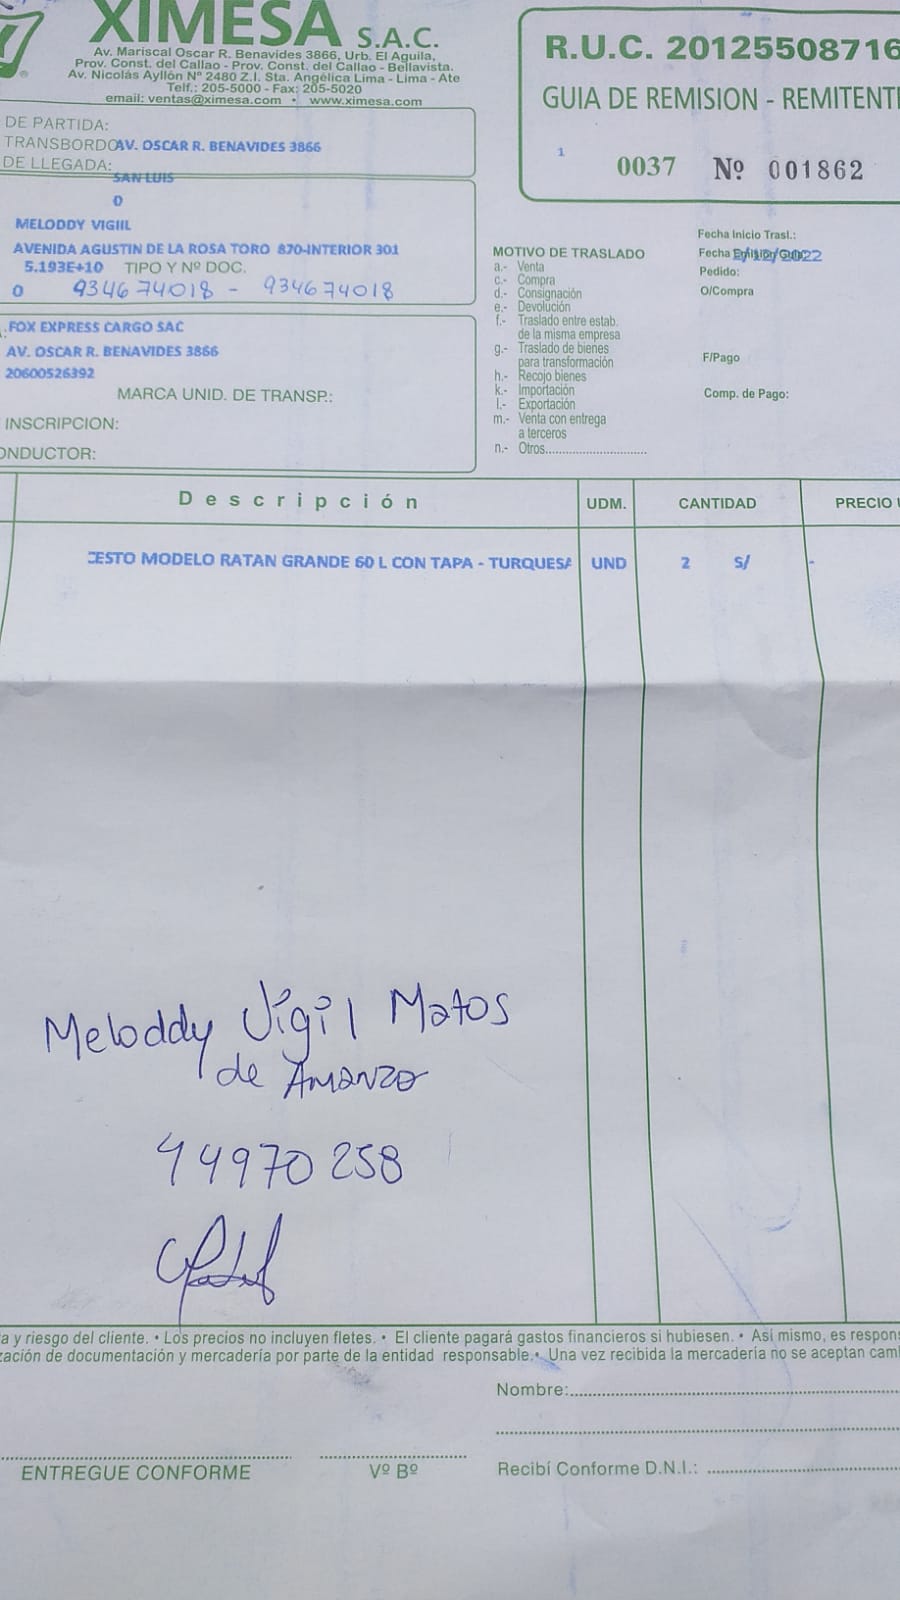 XIMESA S.A.C.
Av. Mariscal Oscar R. Benavides 3866, Urb. El Aguila,
Prov. Const. del Callao - Prov. Const. del Callao - Bellavista.
Av. Nicolás Ayllón Nº 2480 Z.I. Sta. Angélica Lima - Lima - Ate
Telf.: 205-5000 - Fax: 205-5020
email: ventas@ximesa.com • www.ximesa.com
R.U.C. 20125508716
GUIA DE REMISION - REMITENT
1
0037 Nº 001862
DE PARTIDA:
TRANSBORDO AV. OSCAR R. BENAVIDES 3866
DE LLEGADA:
SAN LUIS
0
MELODDY VIGIIL
AVENIDA AGUSTIN DE LA ROSA TORO 870-INTERIOR 301
5.193E+10 TIPO Y Nº DOC.
0 934674018 - 934674018
FOX EXPRESS CARGO SAC
AV. OSCAR R. BENAVIDES 3866
20600526392
MARCA UNID. DE TRANSP.:
INSCRIPCION:
ONDUCTOR:
MOTIVO DE TRASLADO
a.- Venta
c.- Compra
d.- Consignación
e.- Devolución
f.- Traslado entre estab.
de la misma empresa
g.- Traslado de bienes
para transformación
h.- Recojo bienes
k.- Importación
l.- Exportación
m.- Venta con entrega
a terceros
n.- Otros
Fecha Inicio Trasl.:
Fecha Emisión Guía:
Pedido:
O/Compra
F/Pago
Comp. de Pago:
Descripción UDM. CANTIDAD PRECIO
CESTO MODELO RATAN GRANDE 60 L CON TAPA - TURQUESA UND 2 S/ -
Meloddy Vigil Matos
de Amanzo
44970258
a y riesgo del cliente. • Los precios no incluyen fletes. • El cliente pagará gastos financieros si hubiesen. • Asi mismo, es respons
zación de documentación y mercadería por parte de la entidad responsable. • Una vez recibida la mercadería no se aceptan cam
Nombre:
ENTREGUE CONFORME Vº Bº Recibí Conforme D.N.I.: